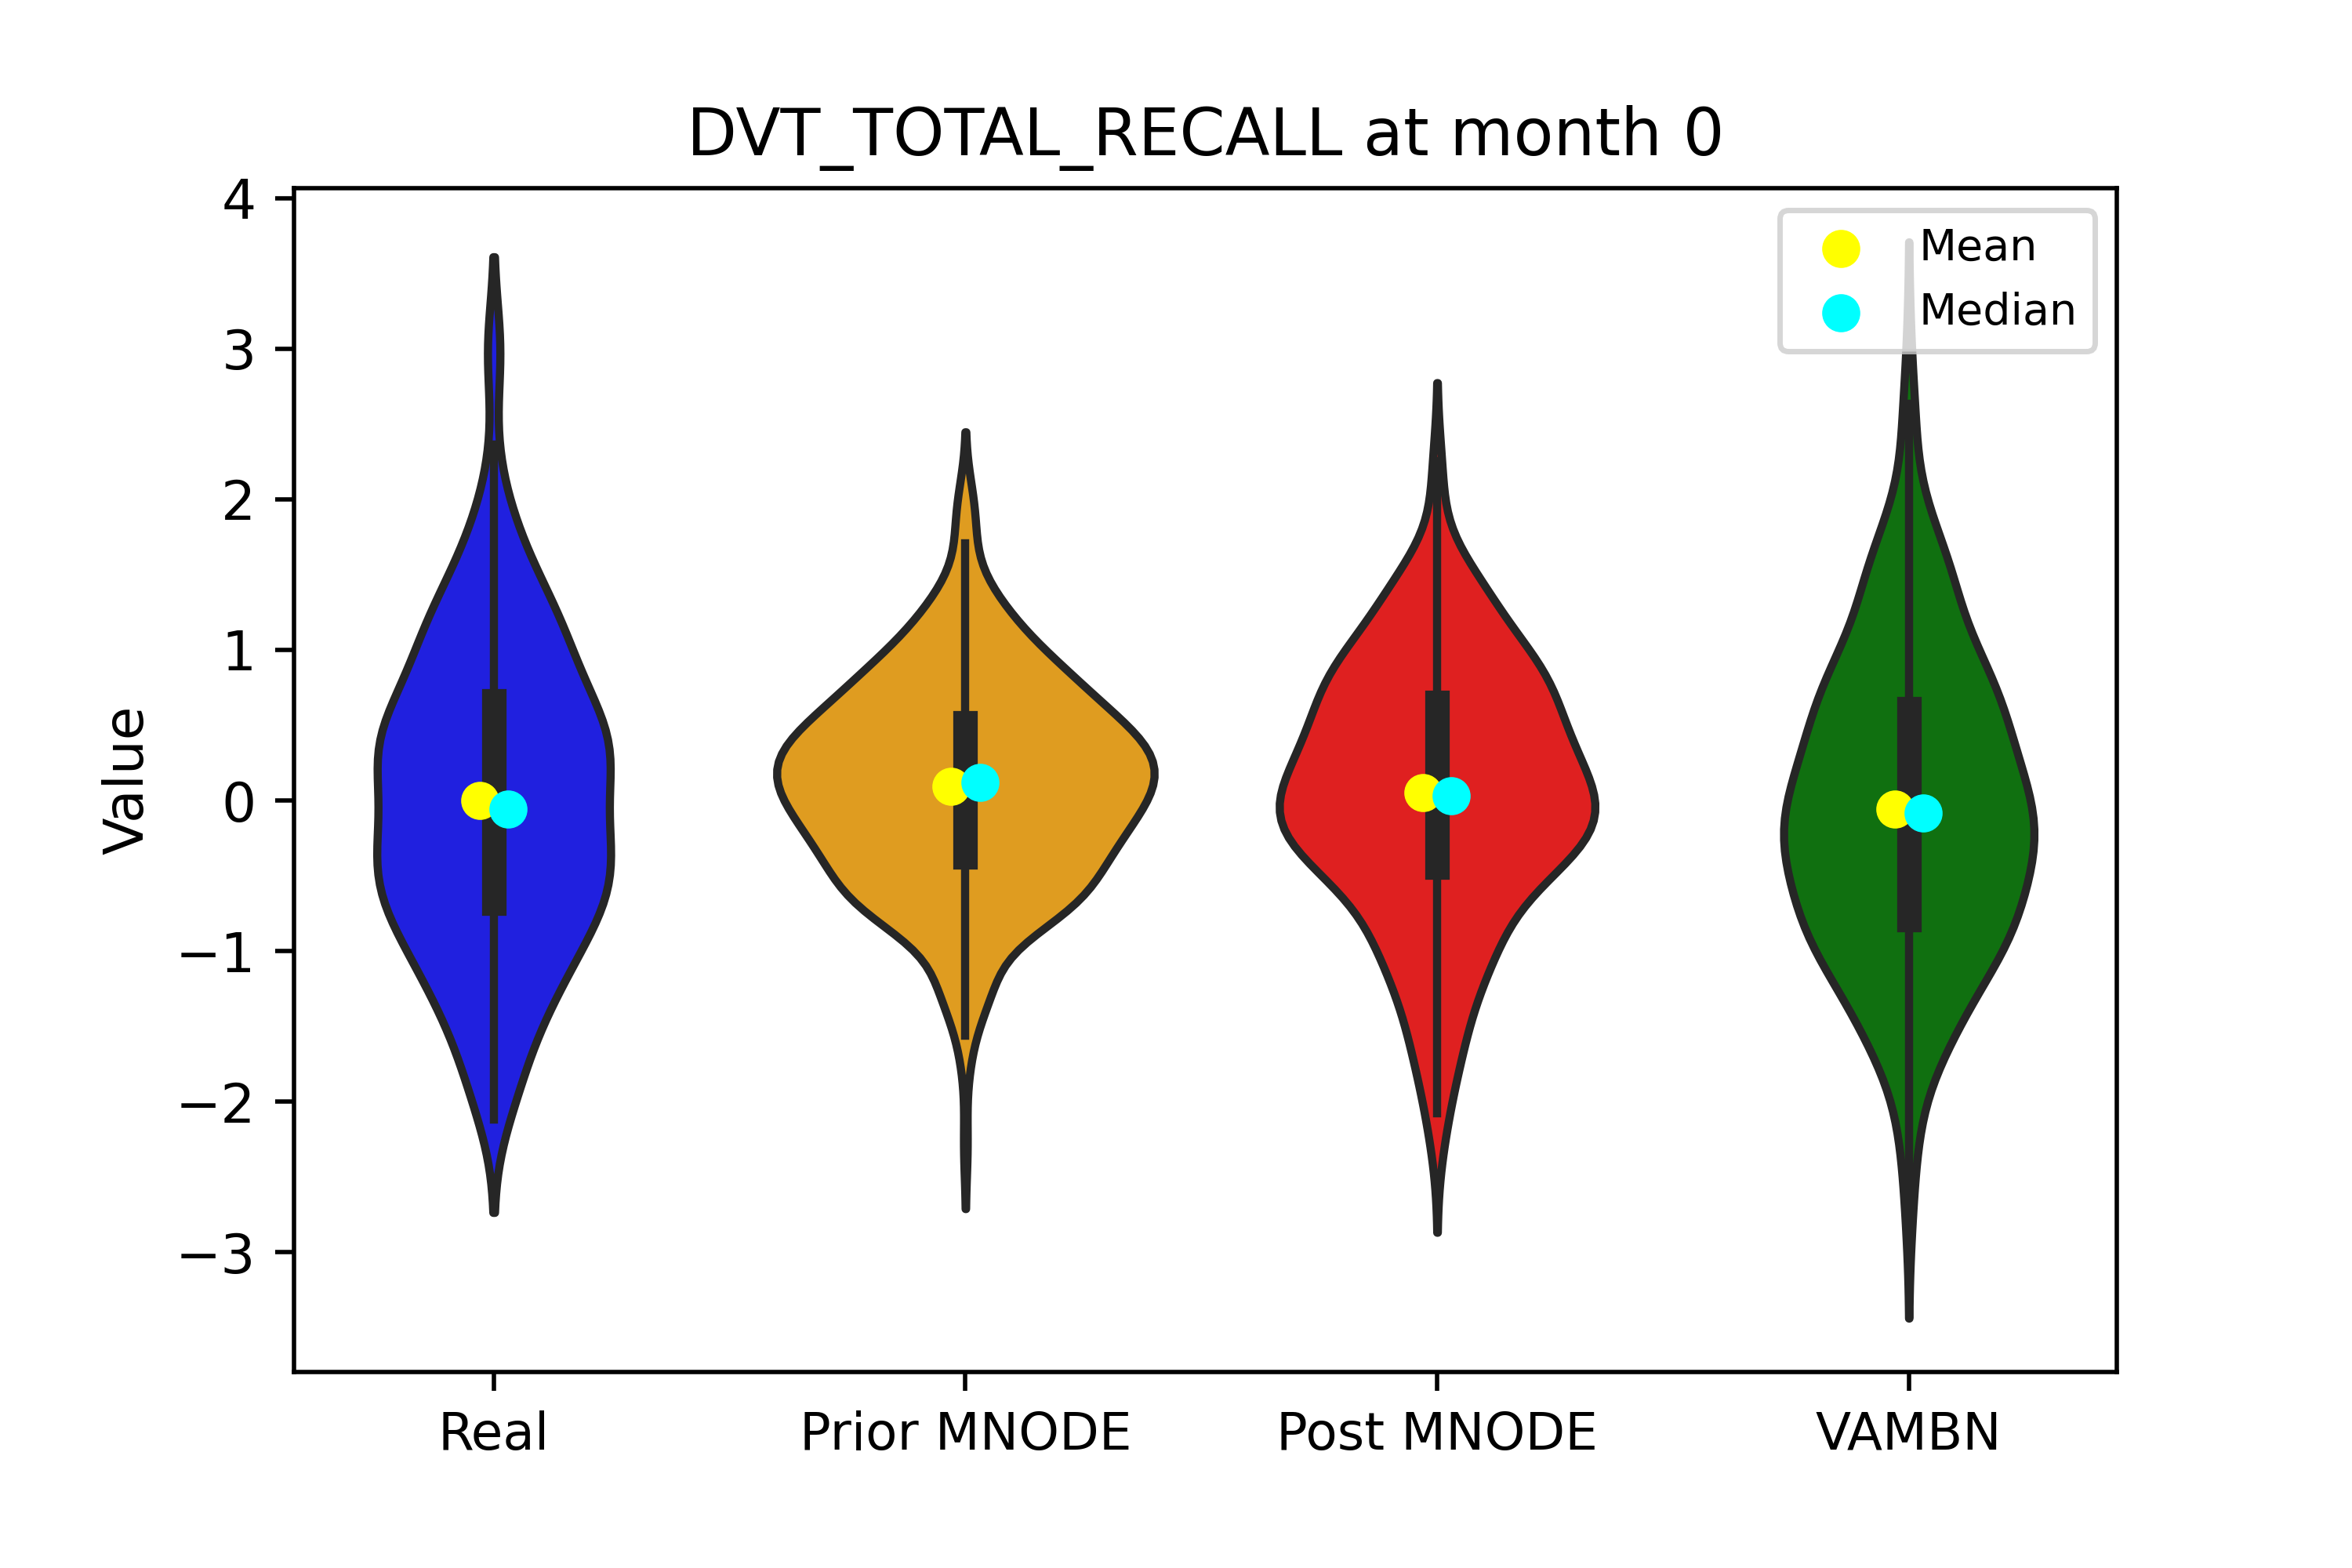 DVT_TOTAL_RECALL at month 0
4
3
2
1
0
−1
−2
−3
Value
Mean
Median
Real
Prior MNODE
Post MNODE
VAMBN